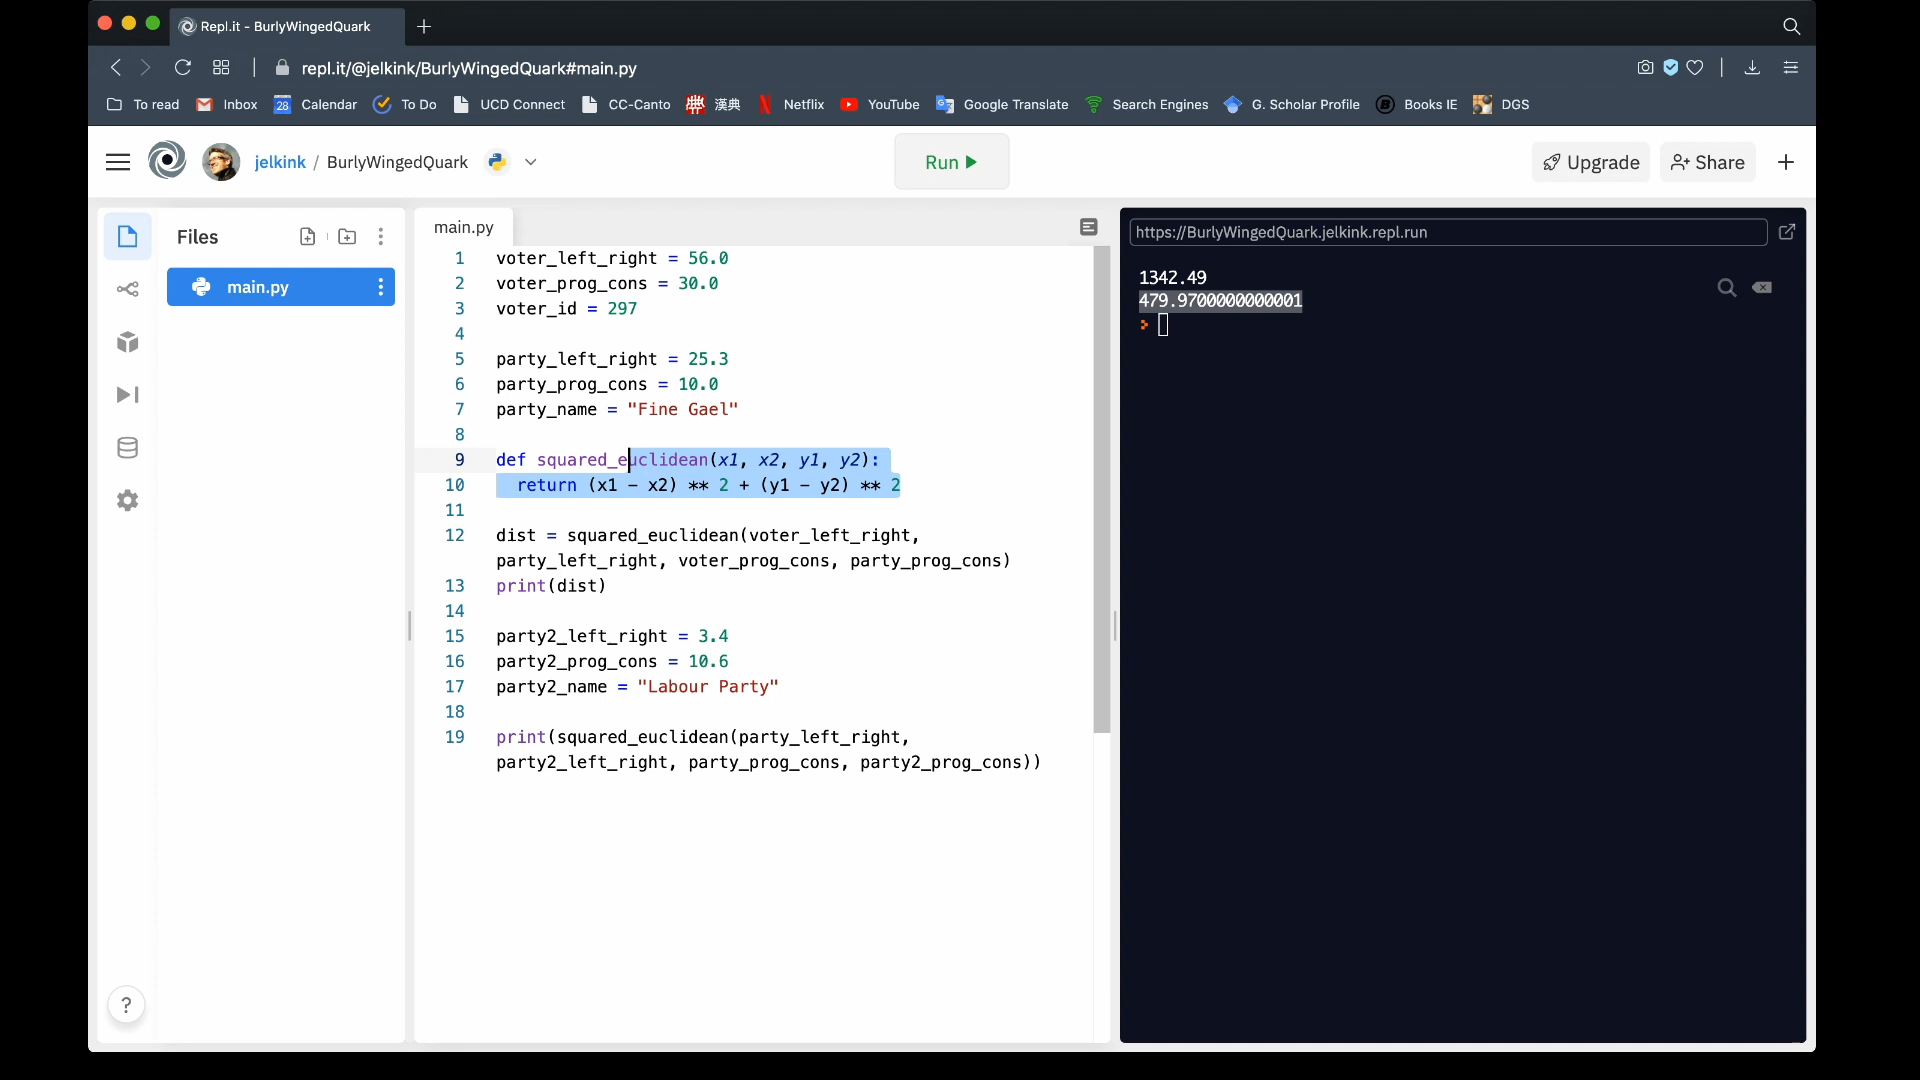 Repl.it - BurlyWingedQuark
repl.it/@jelkink/BurlyWingedQuark#main.py
To read Inbox 28 Calendar To Do UCD Connect CC-Canto 漢典 Netflix YouTube Google Translate Search Engines G. Scholar Profile B Books IE DGS
jelkink / BurlyWingedQuark Run Upgrade Share
Files
main.py
main.py
1 voter_left_right = 56.0
2 voter_prog_cons = 30.0
3 voter_id = 297
4
5 party_left_right = 25.3
6 party_prog_cons = 10.0
7 party_name = "Fine Gael"
8
9 def squared_euclidean(x1, x2, y1, y2):
10 return (x1 - x2) ** 2 + (y1 - y2) ** 2
11
12 dist = squared_euclidean(voter_left_right,
party_left_right, voter_prog_cons, party_prog_cons)
13 print(dist)
14
15 party2_left_right = 3.4
16 party2_prog_cons = 10.6
17 party2_name = "Labour Party"
18
19 print(squared_euclidean(party_left_right,
party2_left_right, party_prog_cons, party2_prog_cons))
https://BurlyWingedQuark.jelkink.repl.run
1342.49
479.9700000000001
>
?